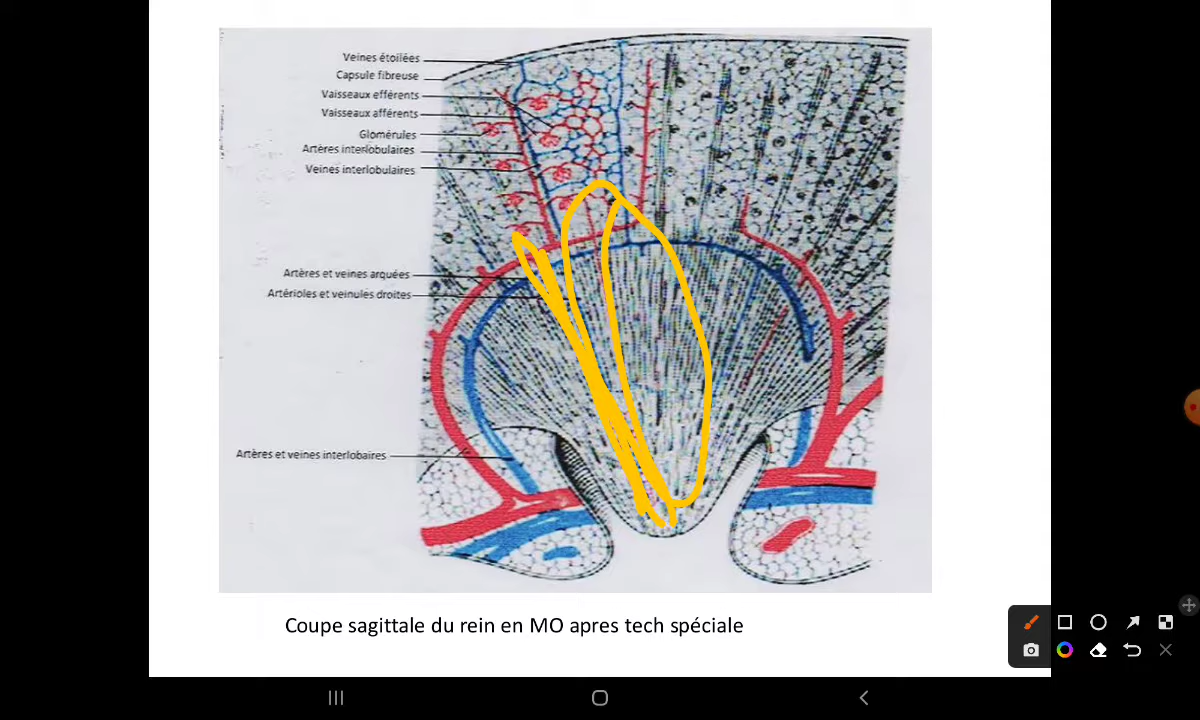 Veines étoilées
Capsule fibreuse
Vaisseaux efférents
Vaisseaux afférents
Glomérules
Artères interlobulaires
Veines interlobulaires
Artères et veines arquées
Artérioles et veinules droites
Artères et veines interlobaires
Coupe sagittale du rein en MO apres tech spéciale